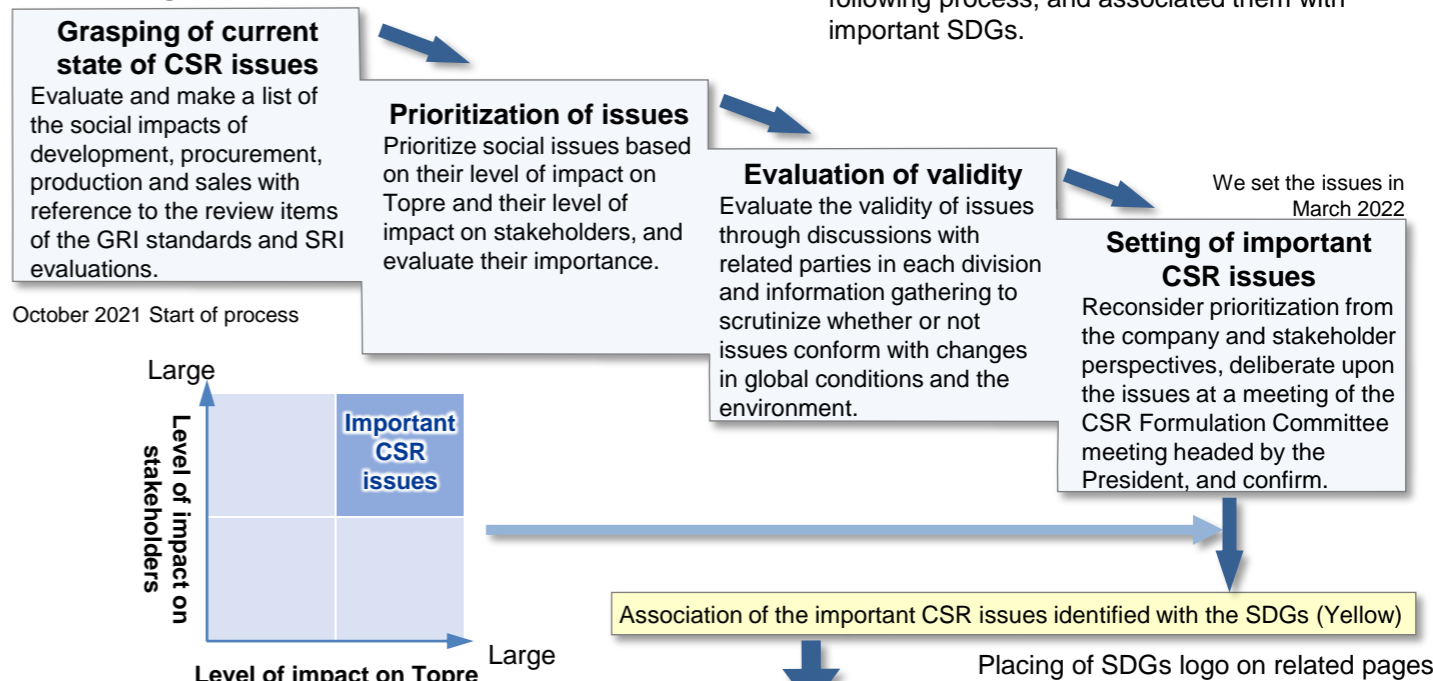 following process, and associated them with
important SDGs.
Grasping of current
state of CSR issues
Evaluate and make a list of
the social impacts of
development, procurement,
production and sales with
reference to the review items
of the GRI standards and SRI
evaluations.
October 2021 Start of process
Prioritization of issues
Prioritize social issues based
on their level of impact on
Topre and their level of
impact on stakeholders, and
evaluate their importance.
Evaluation of validity
Evaluate the validity of issues
through discussions with
related parties in each division
and information gathering to
scrutinize whether or not
issues conform with changes
in global conditions and the
environment.
We set the issues in
March 2022
Setting of important
CSR issues
Reconsider prioritization from
the company and stakeholder
perspectives, deliberate upon
the issues at a meeting of the
CSR Formulation Committee
meeting headed by the
President, and confirm.
Large
Level of impact on
stakeholders
Important
CSR
issues
Large
Level of impact on Topre
Association of the important CSR issues identified with the SDGs (Yellow)
Placing of SDGs logo on related pages